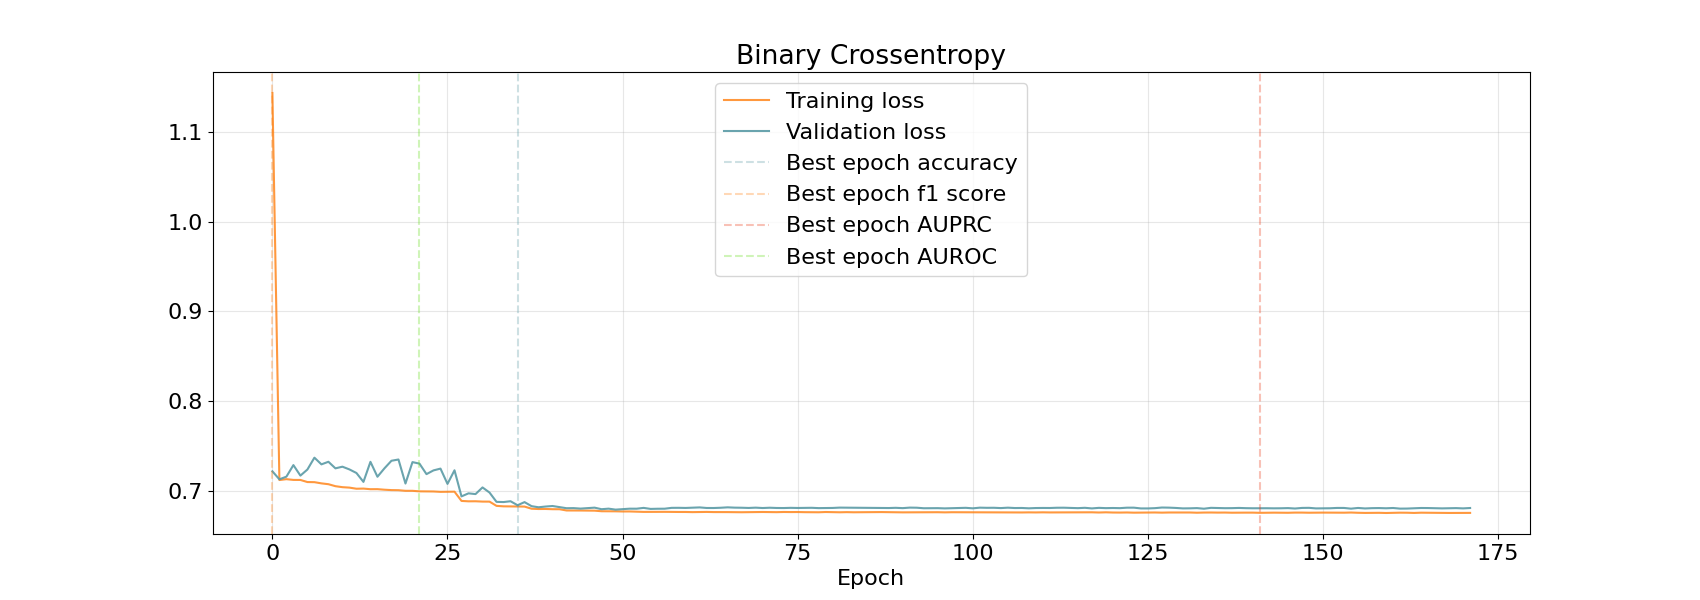 Binary Crossentropy
Training loss
Validation loss
Best epoch accuracy
Best epoch f1 score
Best epoch AUPRC
Best epoch AUROC
1.1
1.0
0.9
0.8
0.7
0 25 50 75 100 125 150 175
Epoch